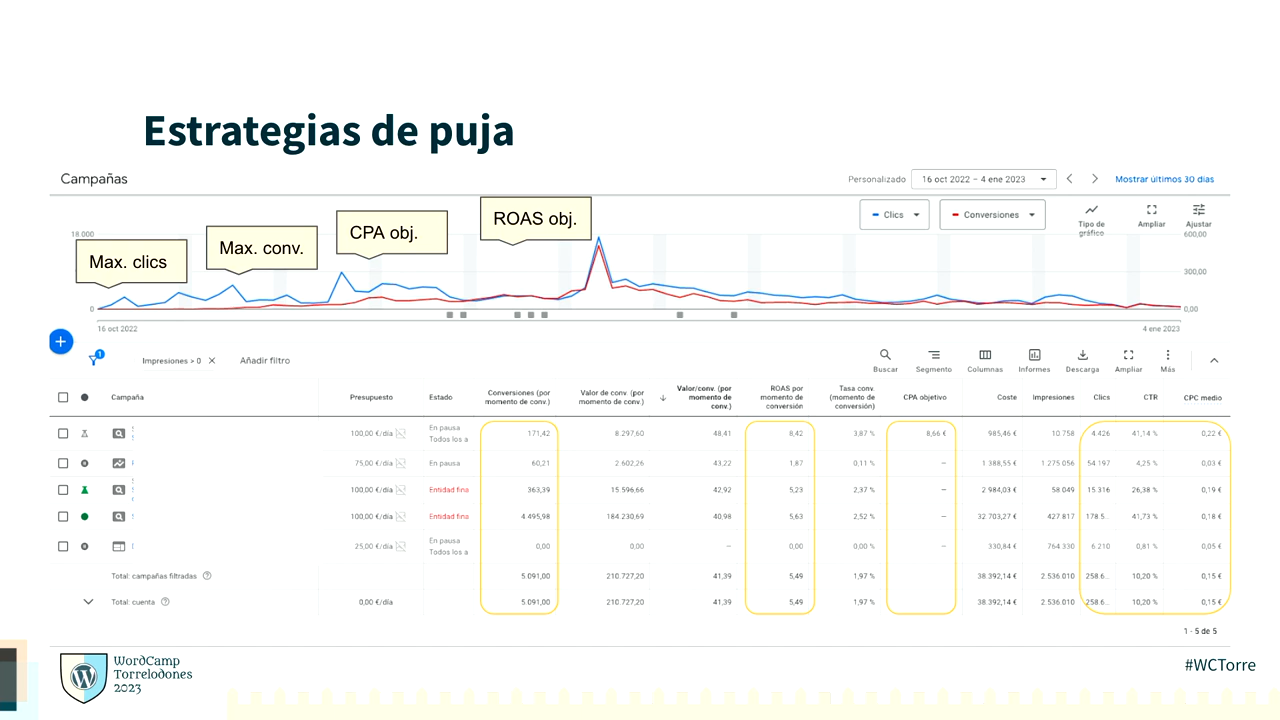 Estrategias de puja
Campañas
Personalizado
16 oct 2022 – 4 ene 2023
Mostrar últimos 30 días
Clics
Conversiones
Tipo de gráfico
Ampliar
Ajustar
Max. clics
Max. conv.
CPA obj.
ROAS obj.
18.000
0
600,00
300,00
0,00
16 oct 2022
4 ene 2023
1
Impresiones > 0
Añadir filtro
Buscar
Segmento
Columnas
Informes
Descarga
Ampliar
Más
Campaña
Presupuesto
Estado
Conversiones (por momento de conv.)
Valor de conv. (por momento de conv.)
Valor/conv. (por momento de conv.)
ROAS por momento de conversión
Tasa conv. (momento de conversión)
CPA objetivo
Coste
Impresiones
Clics
CTR
CPC medio
100,00 €/día En pausa Todos los a 171,42 8.297,60 48,41 8,42 3,87 % 8,66 € 985,46 € 10.758 4.426 41,14 % 0,22 €
75,00 €/día En pausa 60,21 2.602,26 43,22 1,87 0,11 % – 1.388,55 € 1.275.056 54.197 4,25 % 0,03 €
100,00 €/día Entidad fina 363,39 15.596,66 42,92 5,23 2,37 % – 2.984,03 € 58.049 15.316 26,38 % 0,19 €
100,00 €/día Entidad fina 4.495,98 184.230,69 40,98 5,63 2,52 % – 32.703,27 € 427.817 178.5… 41,73 % 0,18 €
25,00 €/día En pausa Todos los a 0,00 0,00 – 0,00 0,00 % – 330,84 € 764.330 6.210 0,81 % 0,05 €
Total: campañas filtradas 5.091,00 210.727,20 41,39 5,49 1,97 % 38.392,14 € 2.536.010 258.6… 10,20 % 0,15 €
Total: cuenta 0,00 €/día 5.091,00 210.727,20 41,39 5,49 1,97 % 38.392,14 € 2.536.010 258.6… 10,20 % 0,15 €
1 - 5 de 5
WordCamp
Torrelodones
2023
#WCTorre